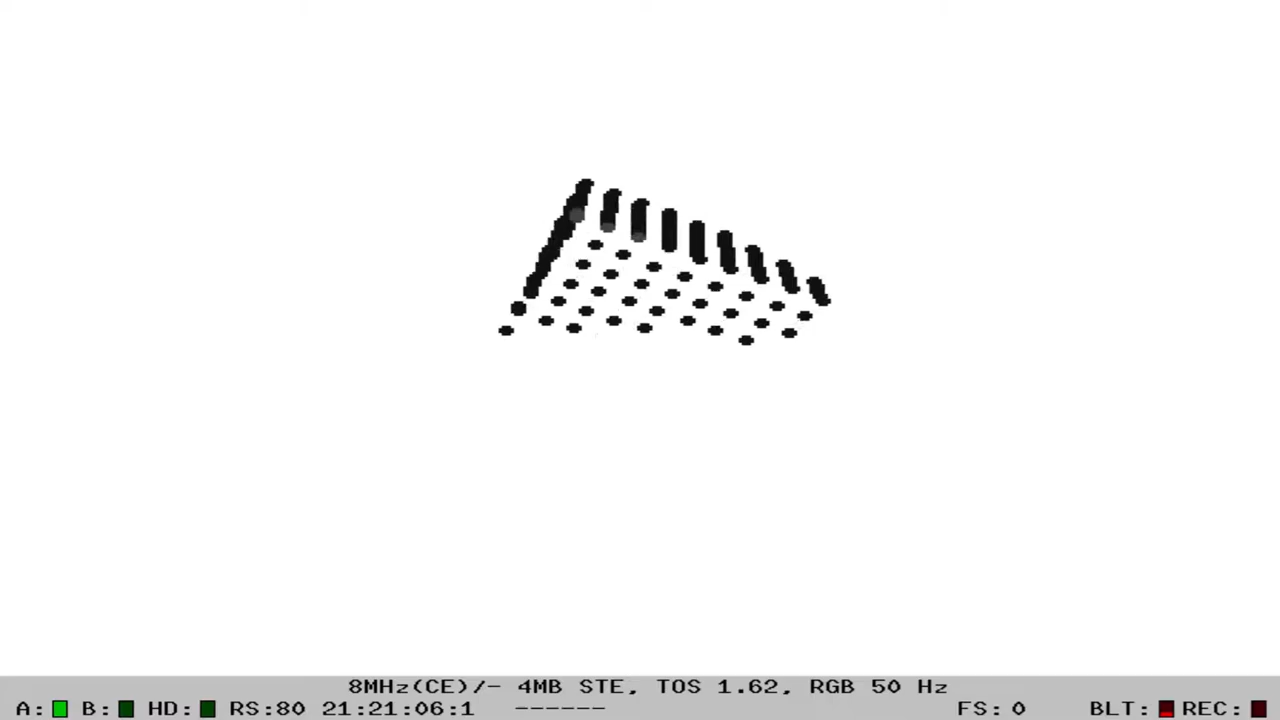 8MHz(CE)/- 4MB STE, TOS 1.62, RGB 50 Hz
A: B: HD: RS:80 21:21:06:1 ------ FS: 0 BLT: REC: